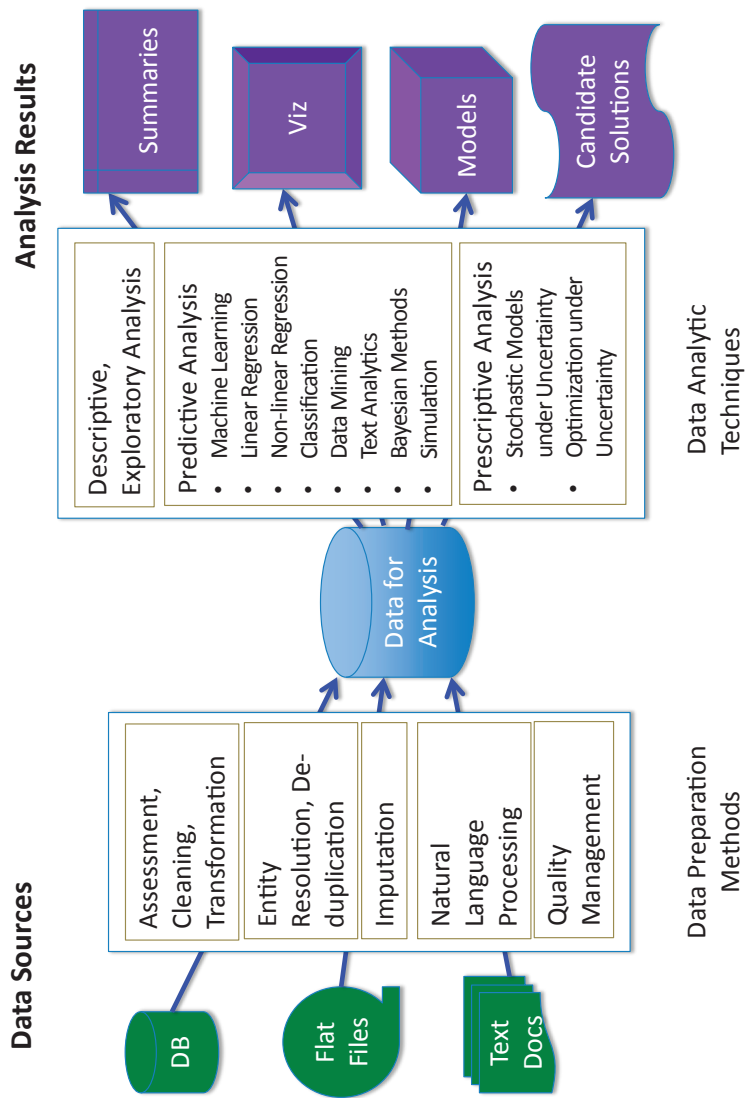 Data Sources
DB
Flat
Files
Text
Docs
Assessment,
Cleaning,
Transformation
Entity
Resolution, De-
duplication
Imputation
Natural
Language
Processing
Quality
Management
Data Preparation
Methods
Data for
Analysis
Descriptive,
Exploratory Analysis
Predictive Analysis
• Machine Learning
• Linear Regression
• Non-linear Regression
• Classification
• Data Mining
• Text Analytics
• Bayesian Methods
• Simulation
Prescriptive Analysis
• Stochastic Models
under Uncertainty
• Optimization under
Uncertainty
Data Analytic
Techniques
Analysis Results
Summaries
Viz
Models
Candidate
Solutions